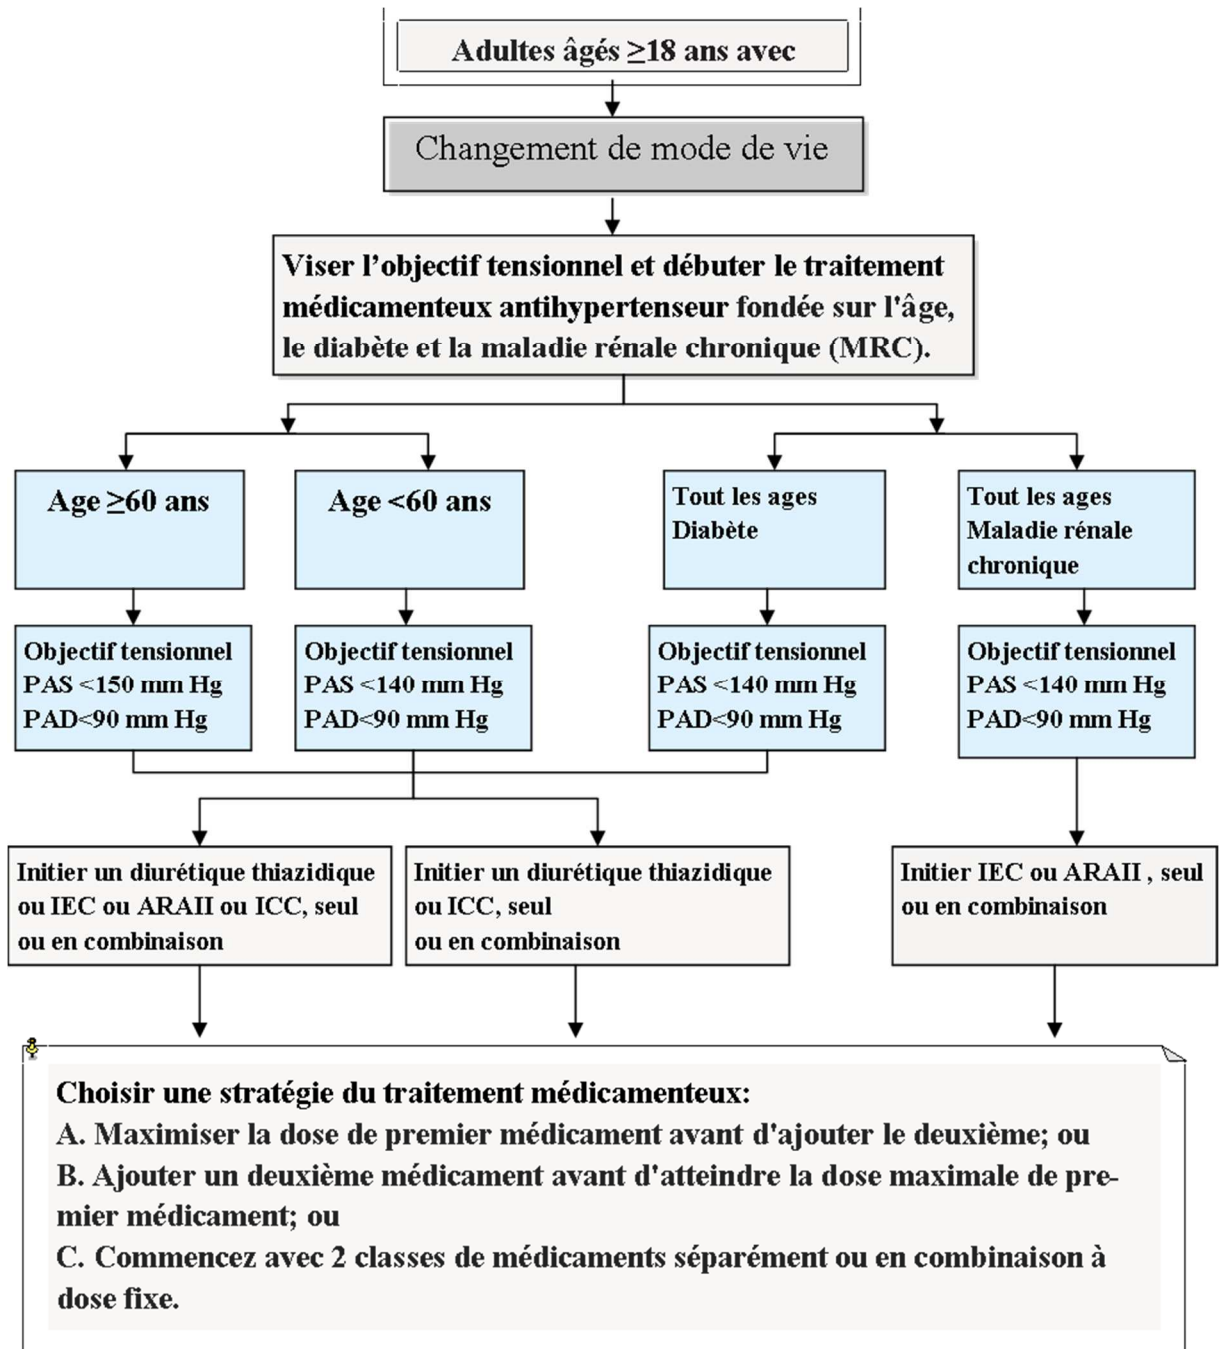 Adultes âgés ≥18 ans avec
Changement de mode de vie
Viser l’objectif tensionnel et débuter le traitement
médicamenteux antihypertenseur fondée sur l'âge,
le diabète et la maladie rénale chronique (MRC).
Age ≥60 ans
Age <60 ans
Tout les ages
Diabète
Tout les ages
Maladie rénale
chronique
Objectif tensionnel
PAS <150 mm Hg
PAD<90 mm Hg
Objectif tensionnel
PAS <140 mm Hg
PAD<90 mm Hg
Objectif tensionnel
PAS <140 mm Hg
PAD<90 mm Hg
Objectif tensionnel
PAS <140 mm Hg
PAD<90 mm Hg
Initier un diurétique thiazidique
ou IEC ou ARAII ou ICC, seul
ou en combinaison
Initier un diurétique thiazidique
ou ICC, seul
ou en combinaison
Initier IEC ou ARAII , seul
ou en combinaison
Choisir une stratégie du traitement médicamenteux:
A. Maximiser la dose de premier médicament avant d'ajouter le deuxième; ou
B. Ajouter un deuxième médicament avant d'atteindre la dose maximale de pre-
mier médicament; ou
C. Commencez avec 2 classes de médicaments séparément ou en combinaison à
dose fixe.